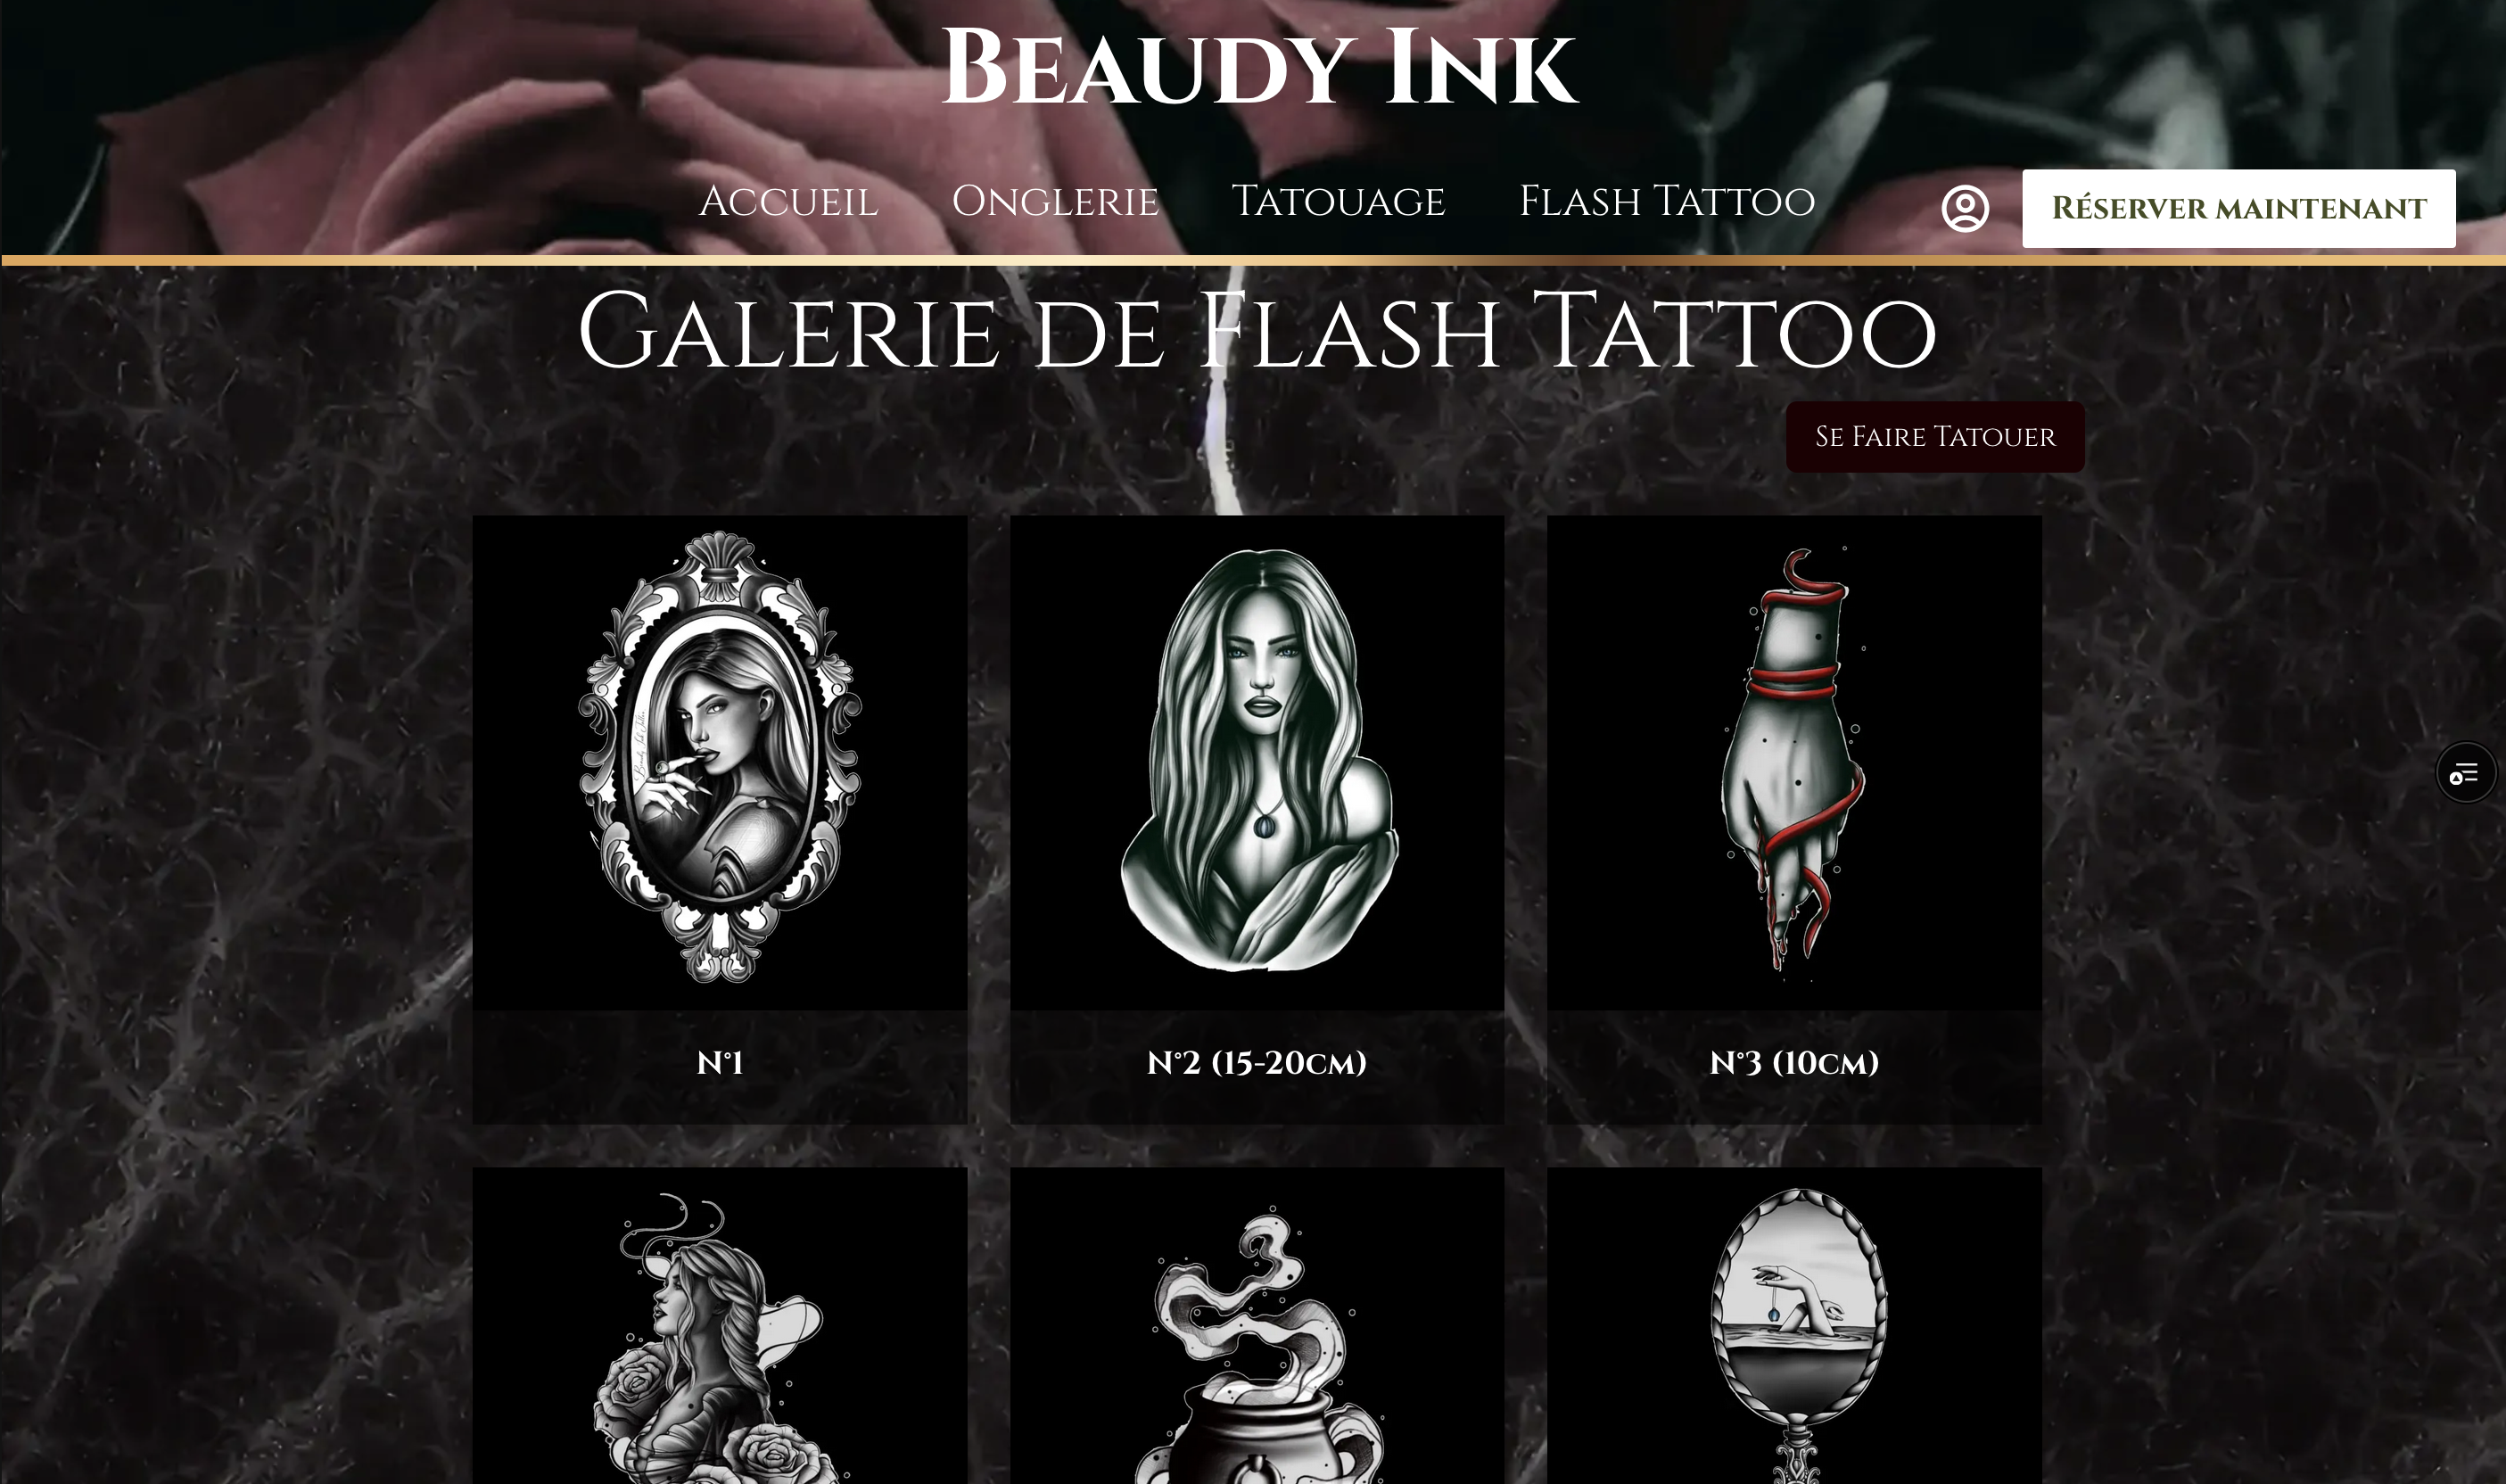 Beaudy Ink
Accueil
Onglerie
Tatouage
Flash Tattoo
Réserver maintenant
Galerie de Flash Tattoo
Se Faire Tatouer
N°1
N°2 (15-20cm)
N°3 (10cm)